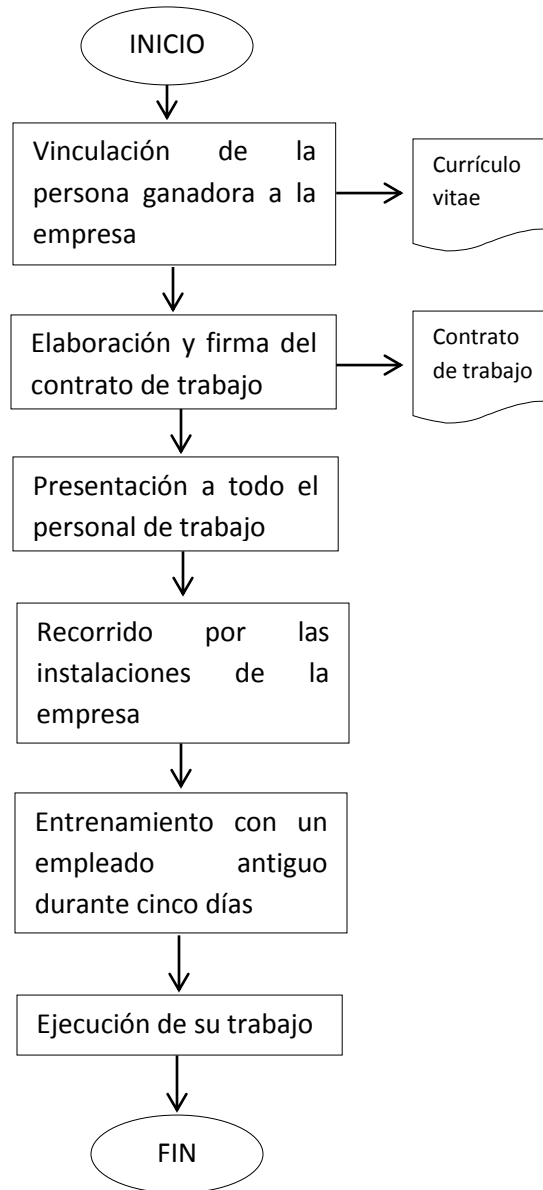 INICIO
Vinculación de la
persona ganadora a la
empresa
Currículo
vitae
Elaboración y firma del
contrato de trabajo
Contrato
de trabajo
Presentación a todo el
personal de trabajo
Recorrido por las
instalaciones de la
empresa
Entrenamiento con un
empleado antiguo
durante cinco días
Ejecución de su trabajo
FIN